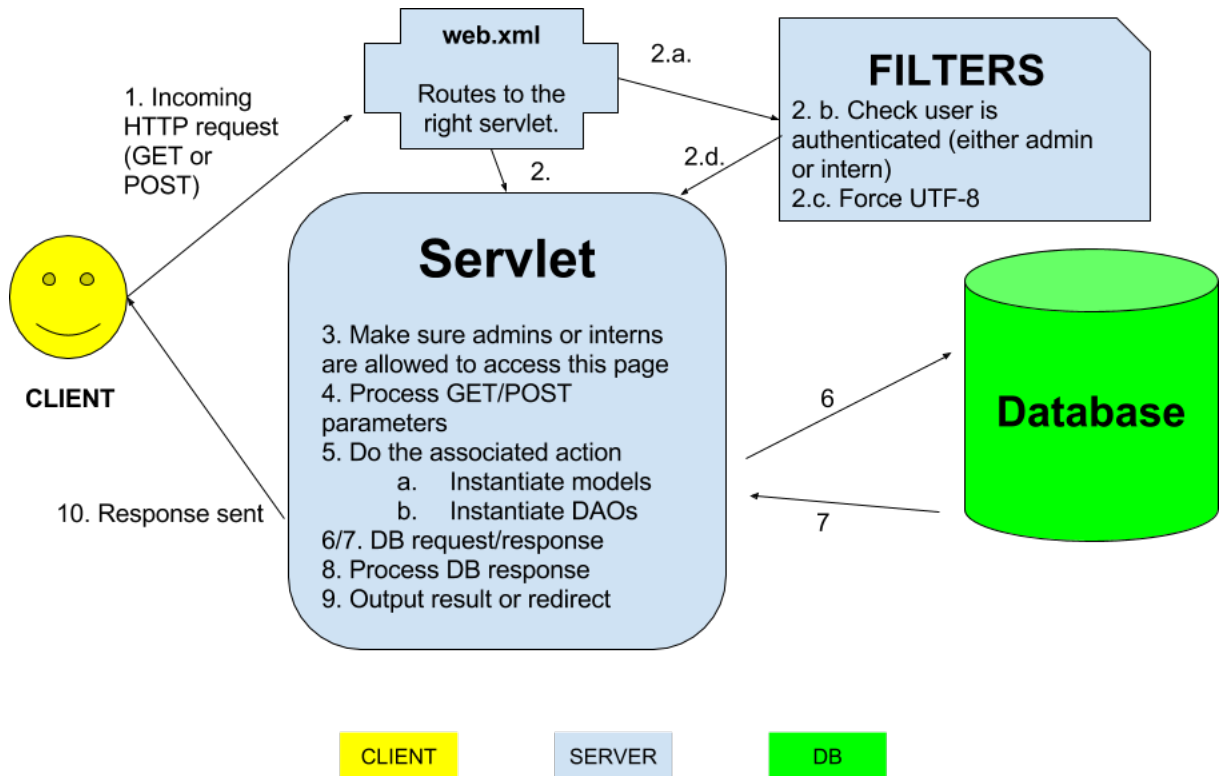 web.xml
Routes to the
right servlet.
2.a.
FILTERS
2. b. Check user is
authenticated (either admin
or intern)
2.c. Force UTF-8
1. Incoming
HTTP request
(GET or
POST)
2.
2.d.
Servlet
3. Make sure admins or interns
are allowed to access this page
4. Process GET/POST
parameters
5. Do the associated action
a. Instantiate models
b. Instantiate DAOs
6/7. DB request/response
8. Process DB response
9. Output result or redirect
CLIENT
10. Response sent
6
7
Database
CLIENT
SERVER
DB